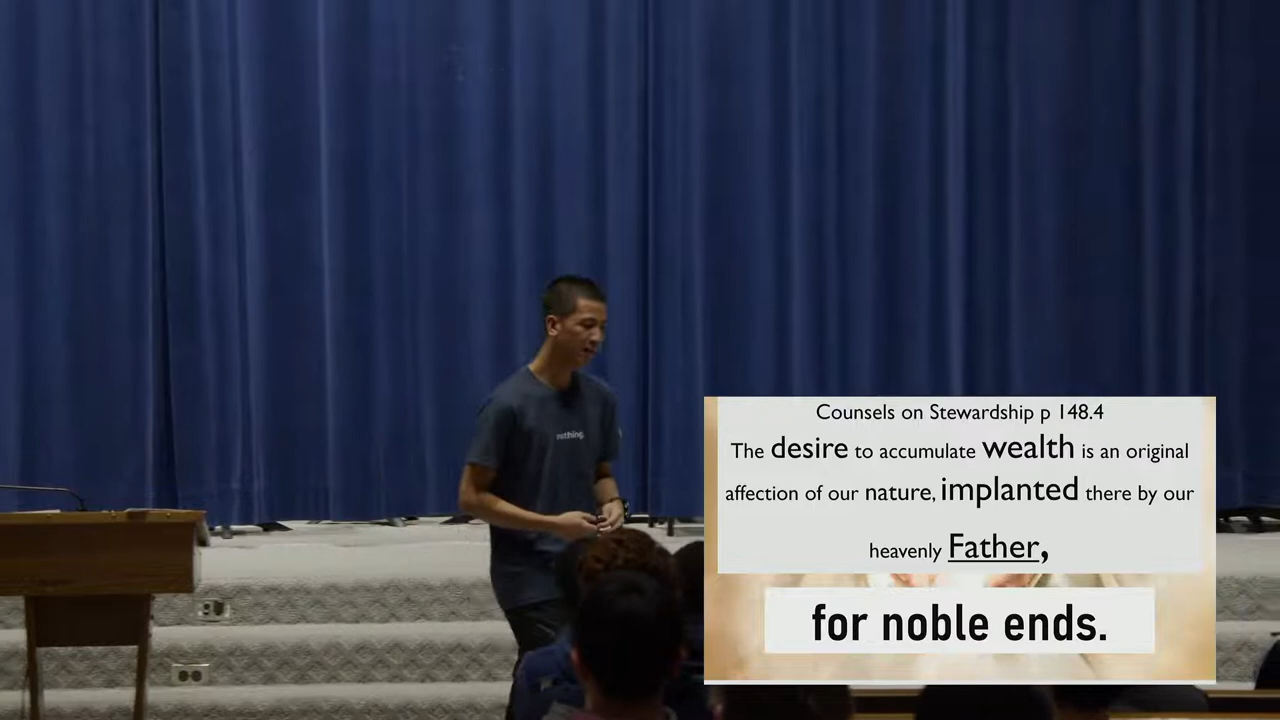 nothing.
Counsels on Stewardship p 148.4
The desire to accumulate wealth is an original
affection of our nature, implanted there by our
heavenly Father,
for noble ends.